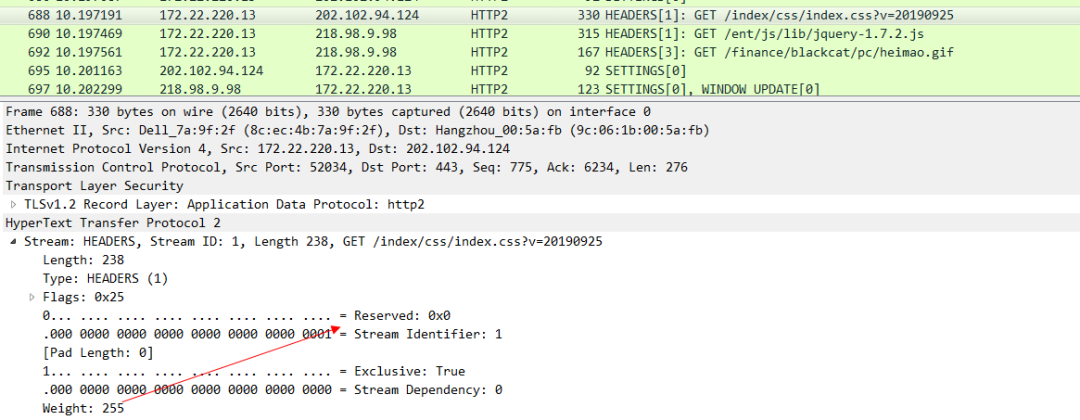 688 10.197191 172.22.220.13 202.102.94.124 HTTP2 330 HEADERS[1]: GET /index/css/index.css?v=20190925
690 10.197469 172.22.220.13 218.98.9.98 HTTP2 315 HEADERS[1]: GET /ent/js/lib/jquery-1.7.2.js
692 10.197561 172.22.220.13 218.98.9.98 HTTP2 167 HEADERS[3]: GET /finance/blackcat/pc/heimao.gif
695 10.201163 202.102.94.124 172.22.220.13 HTTP2 92 SETTINGS[0]
697 10.202299 218.98.9.98 172.22.220.13 HTTP2 123 SETTINGS[0], WINDOW_UPDATE[0]
Frame 688: 330 bytes on wire (2640 bits), 330 bytes captured (2640 bits) on interface 0
Ethernet II, Src: Dell_7a:9f:2f (8c:ec:4b:7a:9f:2f), Dst: Hangzhou_00:5a:fb (9c:06:1b:00:5a:fb)
Internet Protocol Version 4, Src: 172.22.220.13, Dst: 202.102.94.124
Transmission Control Protocol, Src Port: 52034, Dst Port: 443, Seq: 775, Ack: 6234, Len: 276
Transport Layer Security
TLSv1.2 Record Layer: Application Data Protocol: http2
HyperText Transfer Protocol 2
Stream: HEADERS, Stream ID: 1, Length 238, GET /index/css/index.css?v=20190925
Length: 238
Type: HEADERS (1)
Flags: 0x25
0... .... .... .... .... .... .... .... = Reserved: 0x0
.000 0000 0000 0000 0000 0000 0000 0001 = Stream Identifier: 1
[Pad Length: 0]
1... .... .... .... .... .... .... .... = Exclusive: True
.000 0000 0000 0000 0000 0000 0000 0000 = Stream Dependency: 0
Weight: 255